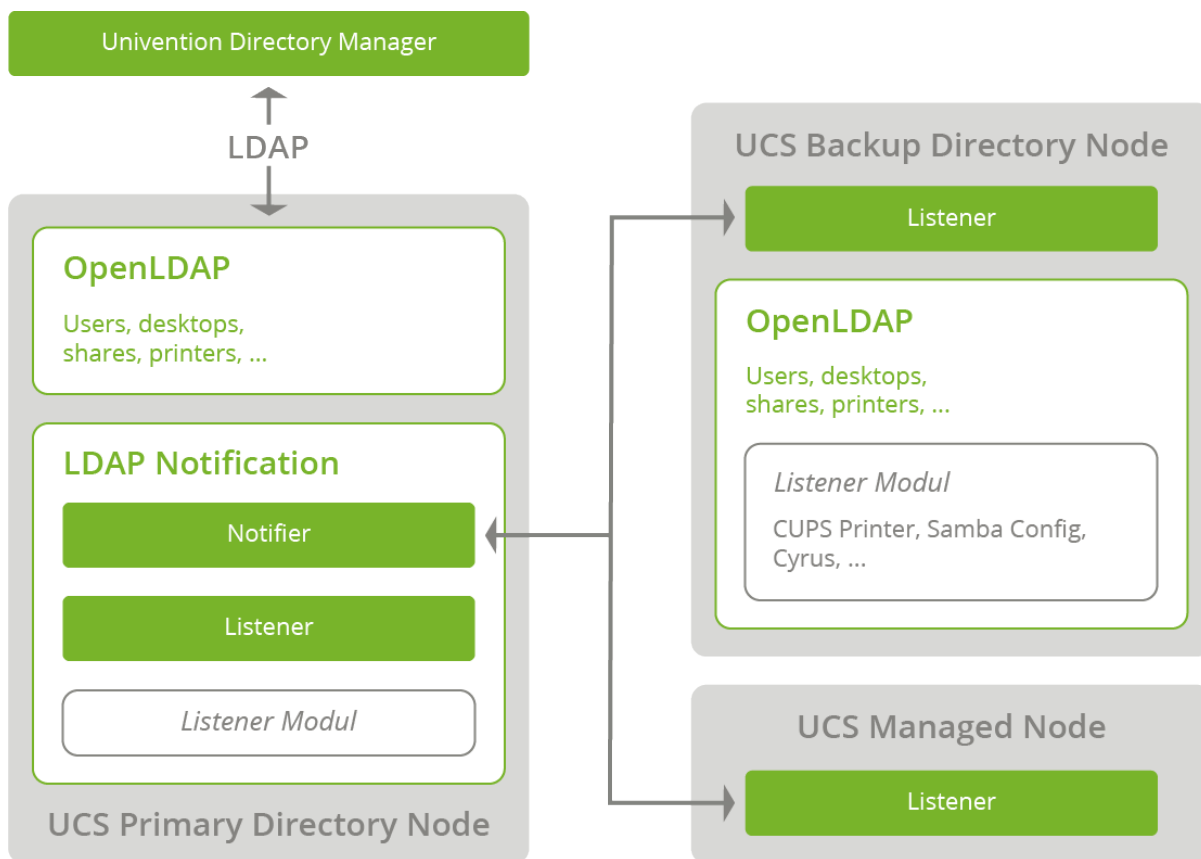 Univention Directory Manager
LDAP
OpenLDAP
Users, desktops,
shares, printers, ...
LDAP Notification
Notifier
Listener
Listener Modul
UCS Primary Directory Node
UCS Backup Directory Node
Listener
OpenLDAP
Users, desktops,
shares, printers, ...
Listener Modul
CUPS Printer, Samba Config,
Cyrus, ...
UCS Managed Node
Listener